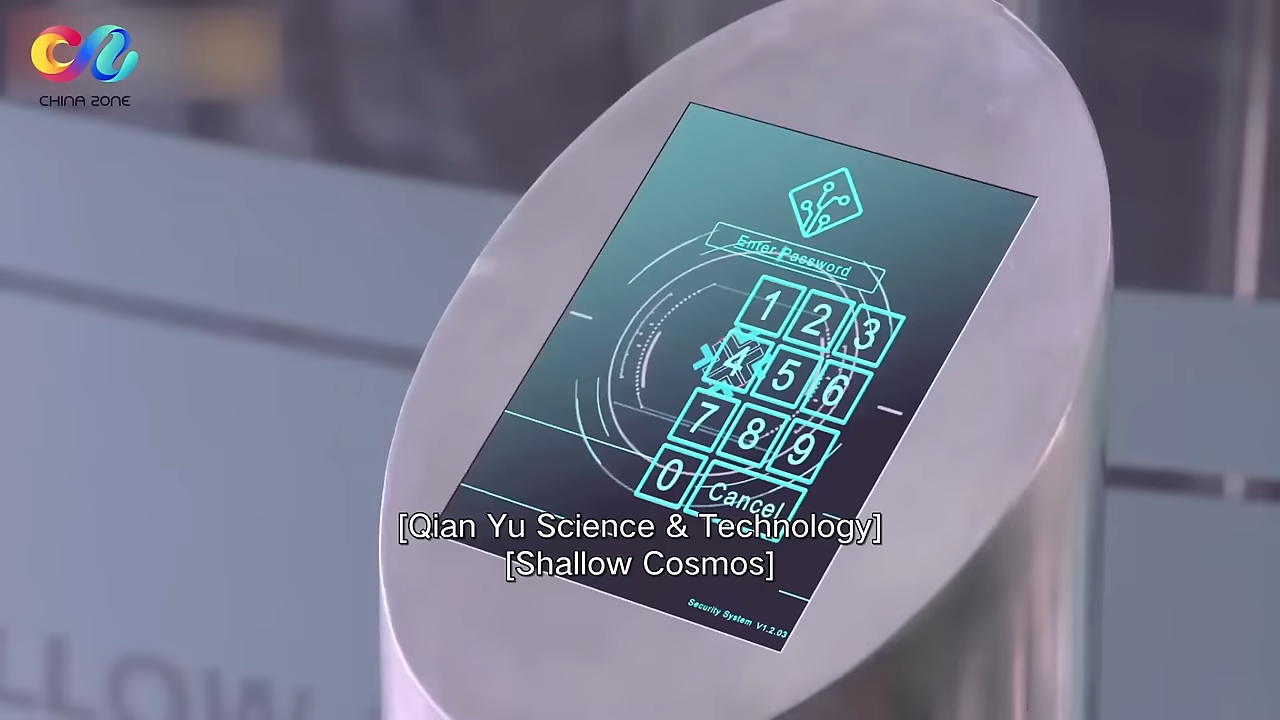 CHINA ZONE
Enter Password
1 2 3
4 5 6
7 8 9
0 Cancel
[Qian Yu Science & Technology]
[Shallow Cosmos]
Security System V1.2.03
LLOW